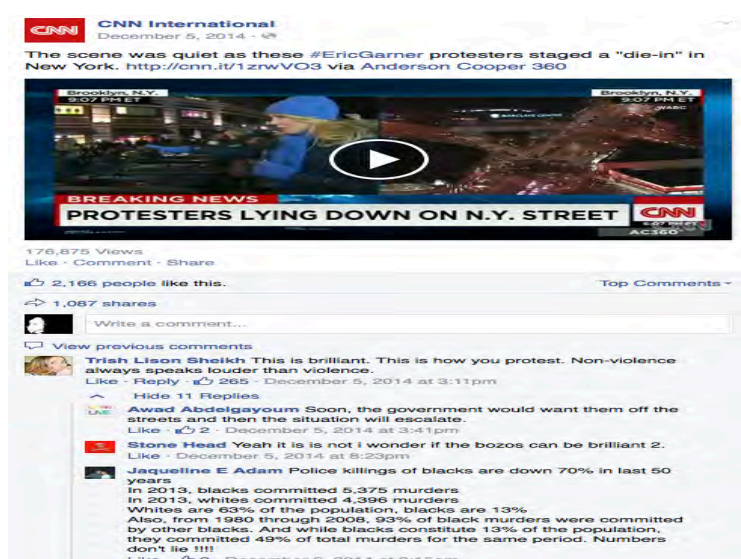 CNN
CNN International
December 5, 2014
The scene was quiet as these #EricGarner protesters staged a "die-in" in
New York. http://cnn.it/1zrwVO3 via Anderson Cooper 360
Brooklyn, N.Y.
9:07 PM ET
Brooklyn, N.Y.
9:07 PM ET
WABC
BARCLAYS CENTER
BREAKING NEWS
PROTESTERS LYING DOWN ON N.Y. STREET
CNN
6:07 PM PT
AC360
176,875 Views
Like · Comment · Share
2,166 people like this.
Top Comments
1,087 shares
Write a comment...
View previous comments
Trish Lison Sheikh This is brilliant. This is how you protest. Non-violence
always speaks louder than violence.
Like · Reply · 265 · December 5, 2014 at 3:11pm
Hide 11 Replies
LIVE
Awad Abdelgayoum Soon, the government would want them off the
streets and then the situation will escalate.
Like · 2 · December 5, 2014 at 3:41pm
Stone Head Yeah it is is not i wonder if the bozos can be brilliant 2.
Like · December 5, 2014 at 8:23pm
Jaqueline E Adam Police killings of blacks are down 70% in last 50
years
In 2013, blacks committed 5,375 murders
In 2013, whites committed 4,396 murders
Whites are 63% of the population, blacks are 13%
Also, from 1980 through 2008, 93% of black murders were committed
by other blacks. And while blacks constitute 13% of the population,
they committed 49% of total murders for the same period. Numbers
don't lie !!!!